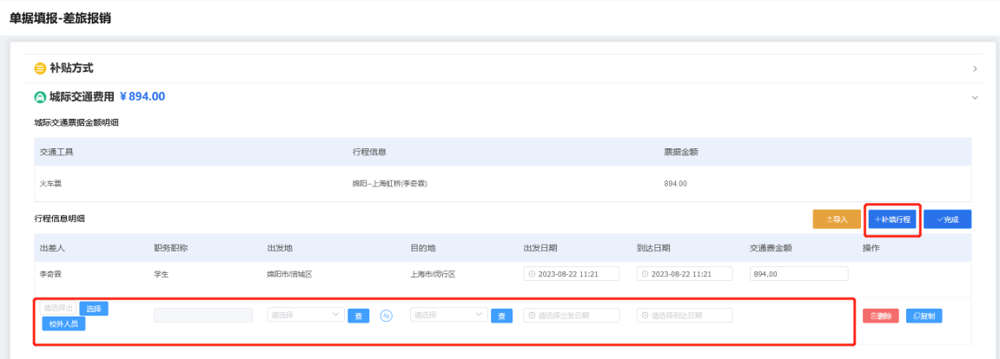 单据填报-差旅报销
补贴方式
城际交通费用 ¥894.00
城际交通票据金额明细
交通工具 行程信息 票据金额
火车票 绵阳--上海虹桥(李奇霖) 894.00
行程信息明细 导入 +补填行程 完成
出差人 职务职称 出发地 目的地 出发日期 到达日期 交通费金额 操作
李奇霖 学生 绵阳市/涪城区 上海市/闵行区 2023-08-22 11:21 2023-08-22 11:21 894.00
请选择出 选择 请选择 查 请选择 查 请选择出发日期 请选择到达日期 删除 复制
校外人员